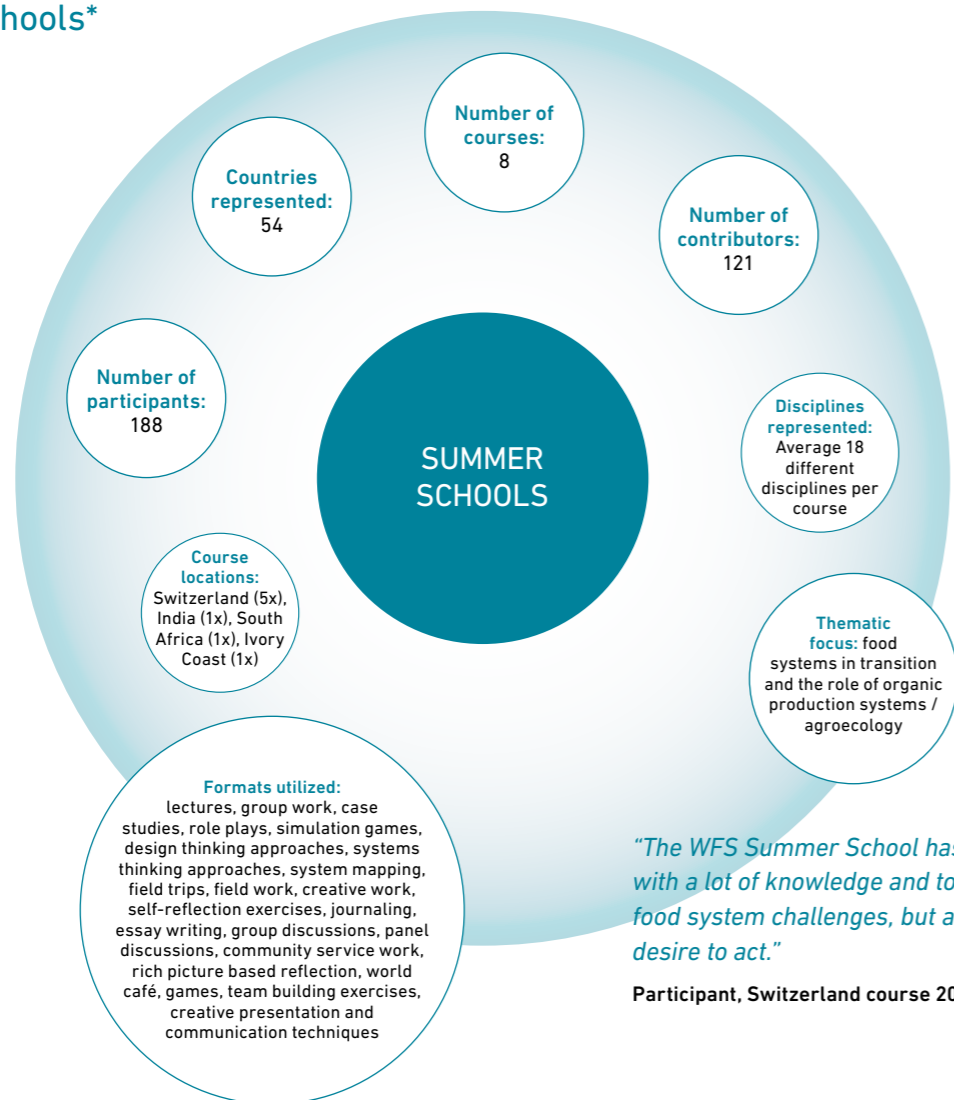 hools*
Number of
courses:
8
Countries
represented:
54
Number of
contributors:
121
Number of
participants:
188
Disciplines
represented:
Average 18
different
disciplines per
course
SUMMER
SCHOOLS
Course
locations:
Switzerland (5x),
India (1x), South
Africa (1x), Ivory
Coast (1x)
Thematic
focus: food
systems in transition
and the role of organic
production systems /
agroecology
Formats utilized:
lectures, group work, case
studies, role plays, simulation games,
design thinking approaches, systems
thinking approaches, system mapping,
field trips, field work, creative work,
self-reflection exercises, journaling,
essay writing, group discussions, panel
discussions, community service work,
rich picture based reflection, world
café, games, team building exercises,
creative presentation and
communication techniques
“The WFS Summer School has
with a lot of knowledge and to
food system challenges, but a
desire to act.”
Participant, Switzerland course 20